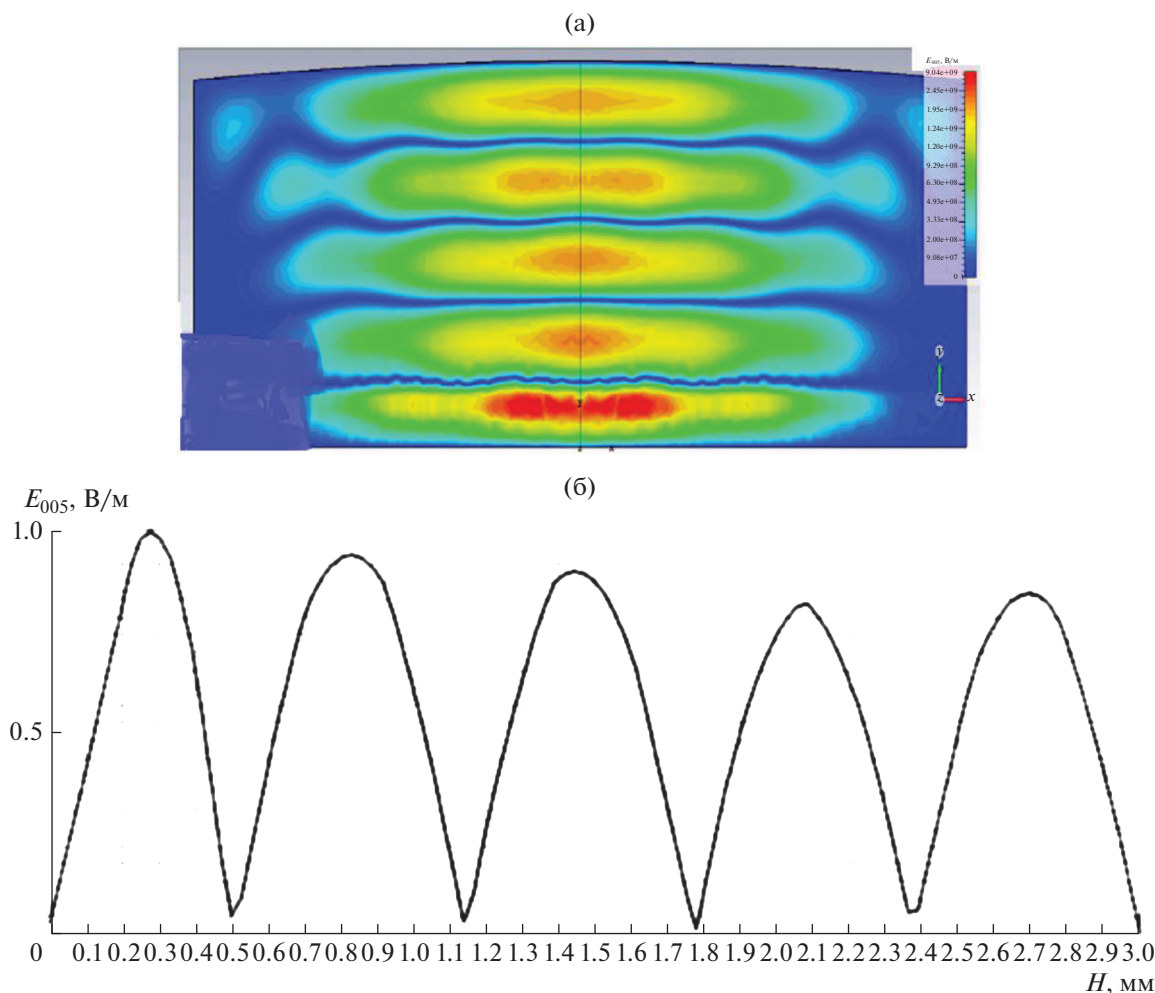 (а)
E₀₀₅, В/м
9.04e+09
2.45e+09
1.95e+09
1.24e+09
1.20e+09
9.29e+08
6.30e+08
4.93e+08
3.33e+08
2.00e+08
9.08e+07
0
y
z x
(б)
E₀₀₅, В/м
1.0
0.5
0 0.1 0.2 0.3 0.4 0.5 0.6 0.7 0.8 0.9 1.0 1.1 1.2 1.3 1.4 1.5 1.6 1.7 1.8 1.9 2.0 2.1 2.2 2.3 2.4 2.5 2.6 2.7 2.8 2.9 3.0
H, мм